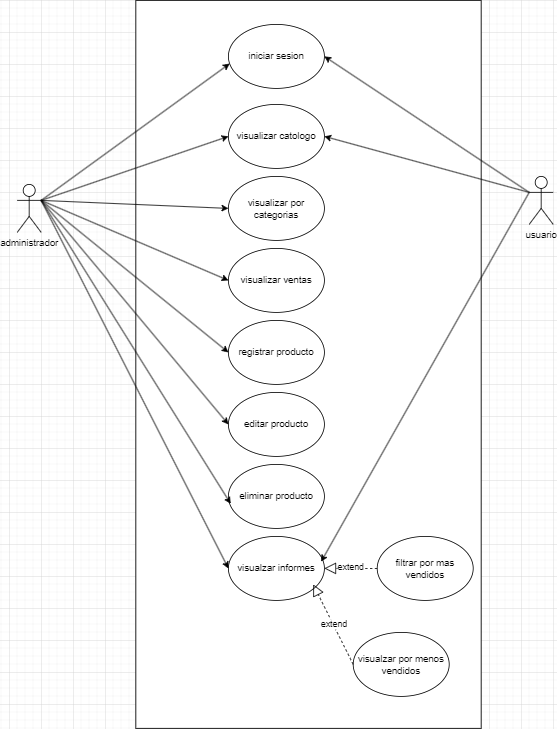 iniciar sesion
visualizar catologo
visualizar por
categorias
administrador
usuario
visualizar ventas
registrar producto
editar producto
eliminar producto
visualzar informes
extend
filtrar por mas
vendidos
extend
visualzar por menos
vendidos